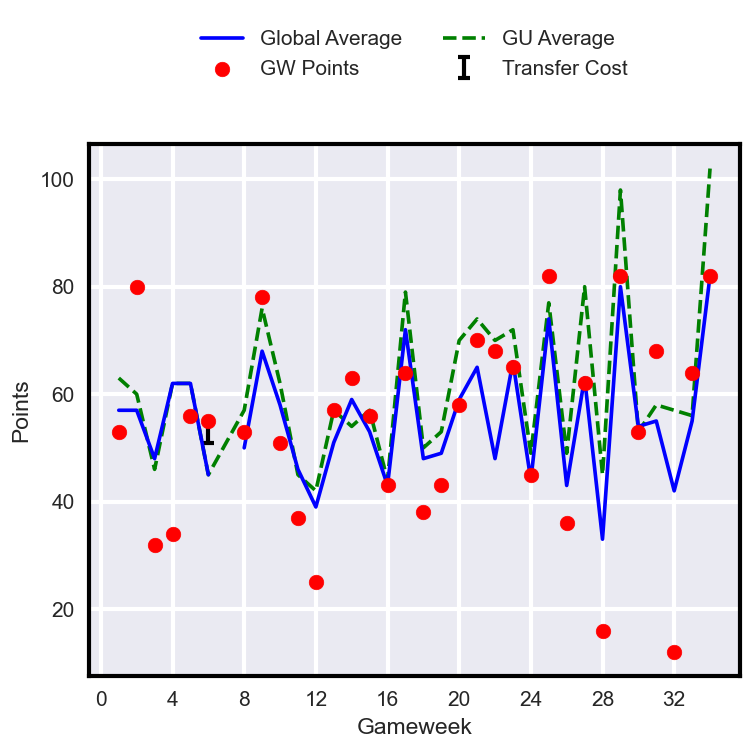 Global Average
GU Average
GW Points
Transfer Cost
100
80
60
40
20
Points
0 4 8 12 16 20 24 28 32
Gameweek